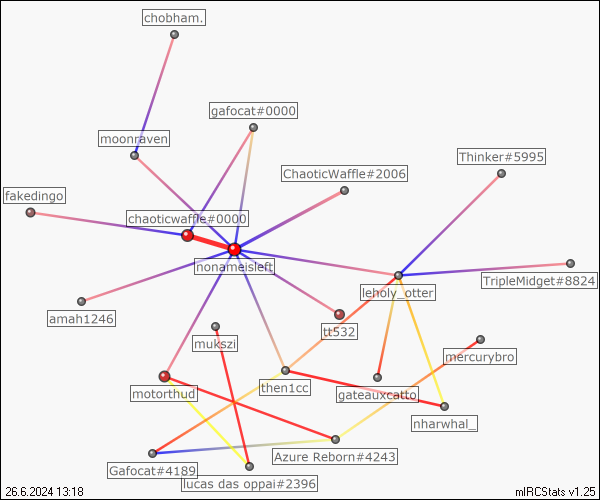 chobham.
gafocat#0000
moonraven
Thinker#5995
ChaoticWaffle#2006
fakedingo
chaoticwaffle#0000
nonameisleft
TripleMidget#8824
leholy_otter
amah1246
tt532
mukszi
mercurybro
motorthud
then1cc
gateauxcatto
nharwhal_
Azure Reborn#4243
Gafocat#4189
lucas das oppai#2396
26.6.2024 13:18
mIRCStats v1.25